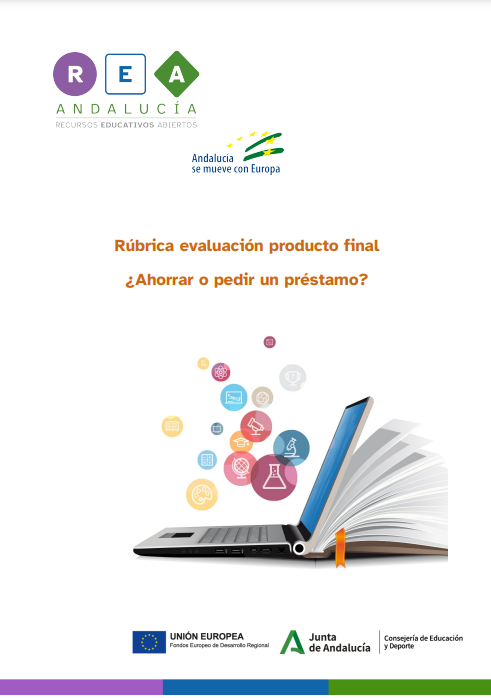 R E A
ANDALUCÍA
RECURSOS EDUCATIVOS ABIERTOS
Andalucía
se mueve con Europa
Rúbrica evaluación producto final
¿Ahorrar o pedir un préstamo?
UNIÓN EUROPEA
Fondos Europeo de Desarrollo Regional
Junta
de Andalucía
Consejería de Educación
y Deporte